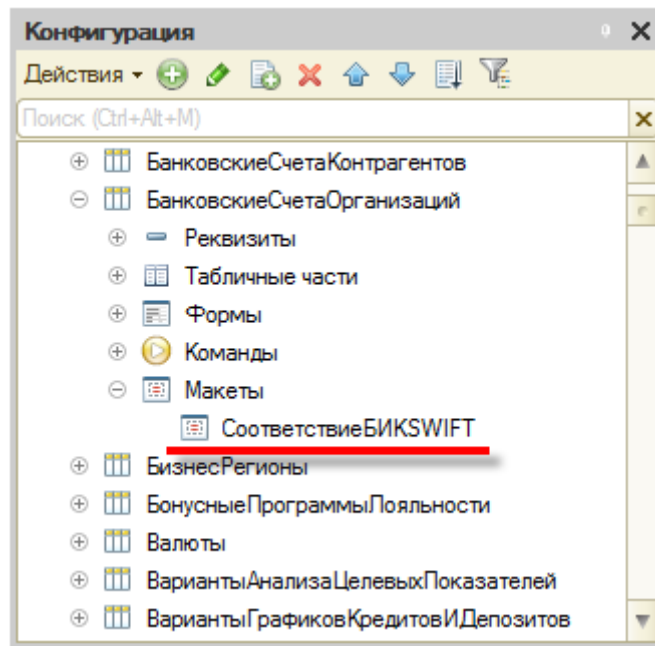 Конфигурация
Действия
Поиск (Ctrl+Alt+M)
БанковскиеСчетаКонтрагентов
БанковскиеСчетаОрганизаций
Реквизиты
Табличные части
Формы
Команды
Макеты
СоответствиеБИКSWIFT
БизнесРегионы
БонусныеПрограммыЛояльности
Валюты
ВариантыАнализаЦелевыхПоказателей
ВариантыГрафиковКредитовИДепозитов